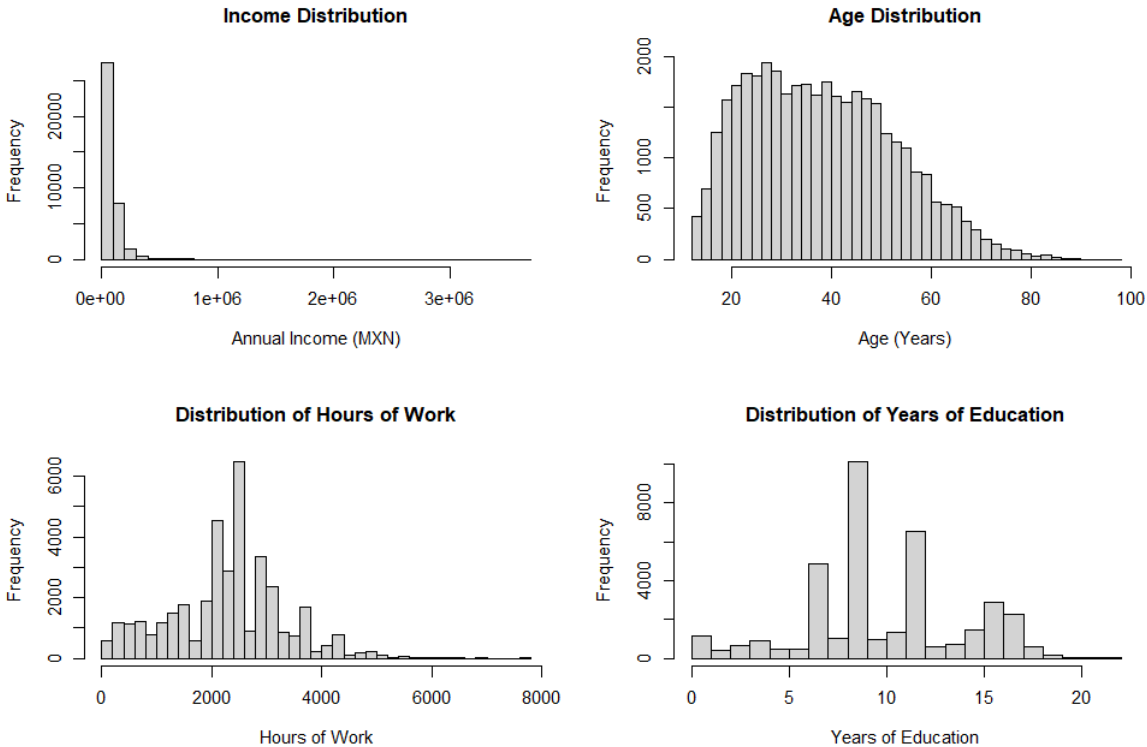 Income Distribution
Frequency
0 10000 20000
0e+00 1e+06 2e+06 3e+06
Annual Income (MXN)
Age Distribution
Frequency
0 500 1000 2000
20 40 60 80 100
Age (Years)
Distribution of Hours of Work
Frequency
0 2000 4000 6000
0 2000 4000 6000 8000
Hours of Work
Distribution of Years of Education
Frequency
0 4000 8000
0 5 10 15 20
Years of Education